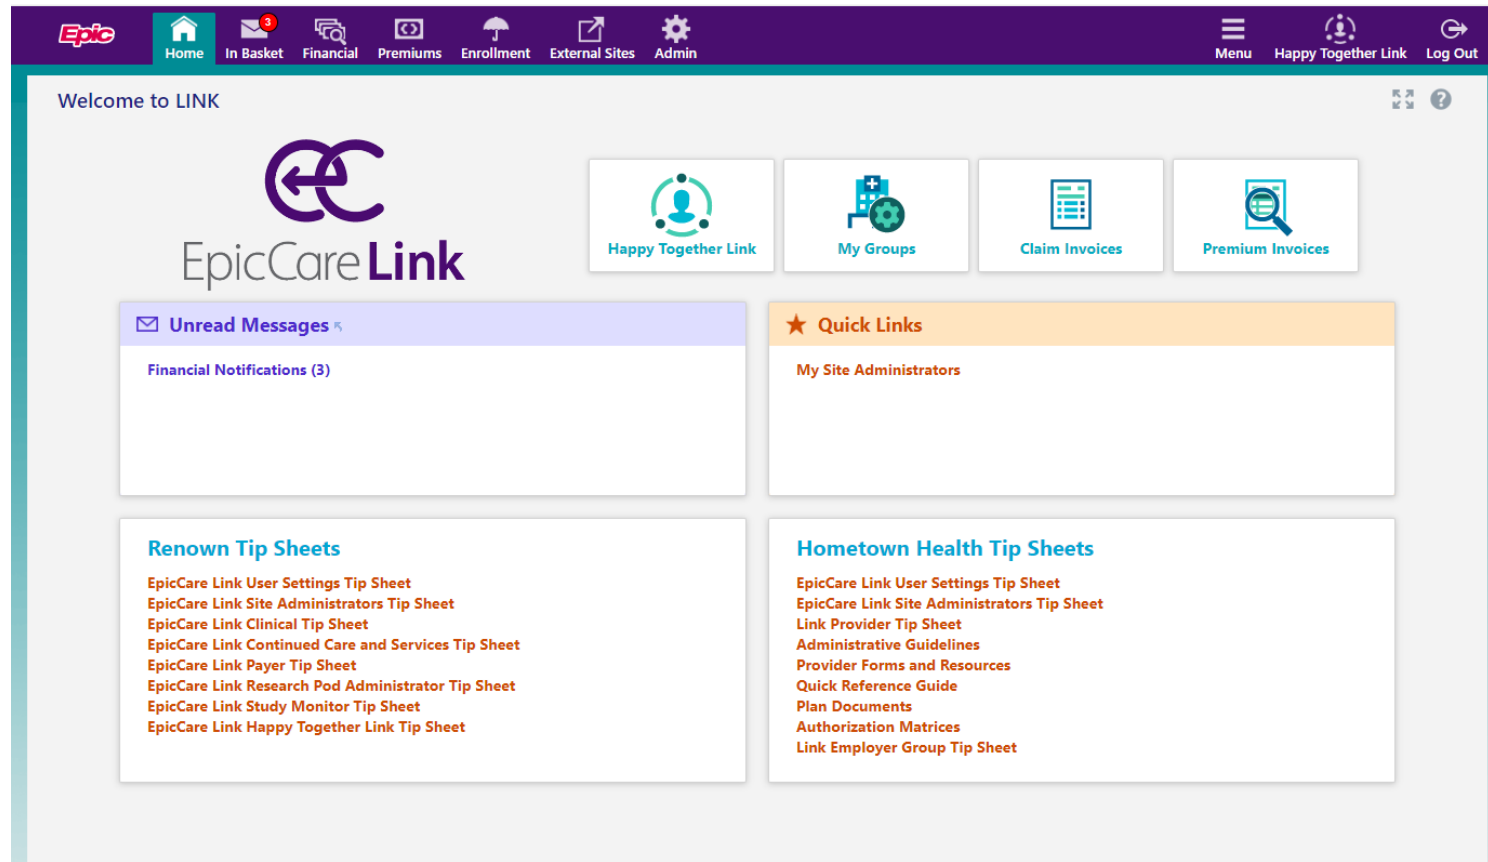 Epic
3
Home
In Basket
Financial
Premiums
Enrollment
External Sites
Admin
Menu
Happy Together Link
Log Out
Welcome to LINK
EpicCare Link
Happy Together Link
My Groups
Claim Invoices
Premium Invoices
Unread Messages
Financial Notifications (3)
Quick Links
My Site Administrators
Renown Tip Sheets
EpicCare Link User Settings Tip Sheet
EpicCare Link Site Administrators Tip Sheet
EpicCare Link Clinical Tip Sheet
EpicCare Link Continued Care and Services Tip Sheet
EpicCare Link Payer Tip Sheet
EpicCare Link Research Pod Administrator Tip Sheet
EpicCare Link Study Monitor Tip Sheet
EpicCare Link Happy Together Link Tip Sheet
Hometown Health Tip Sheets
EpicCare Link User Settings Tip Sheet
EpicCare Link Site Administrators Tip Sheet
Link Provider Tip Sheet
Administrative Guidelines
Provider Forms and Resources
Quick Reference Guide
Plan Documents
Authorization Matrices
Link Employer Group Tip Sheet